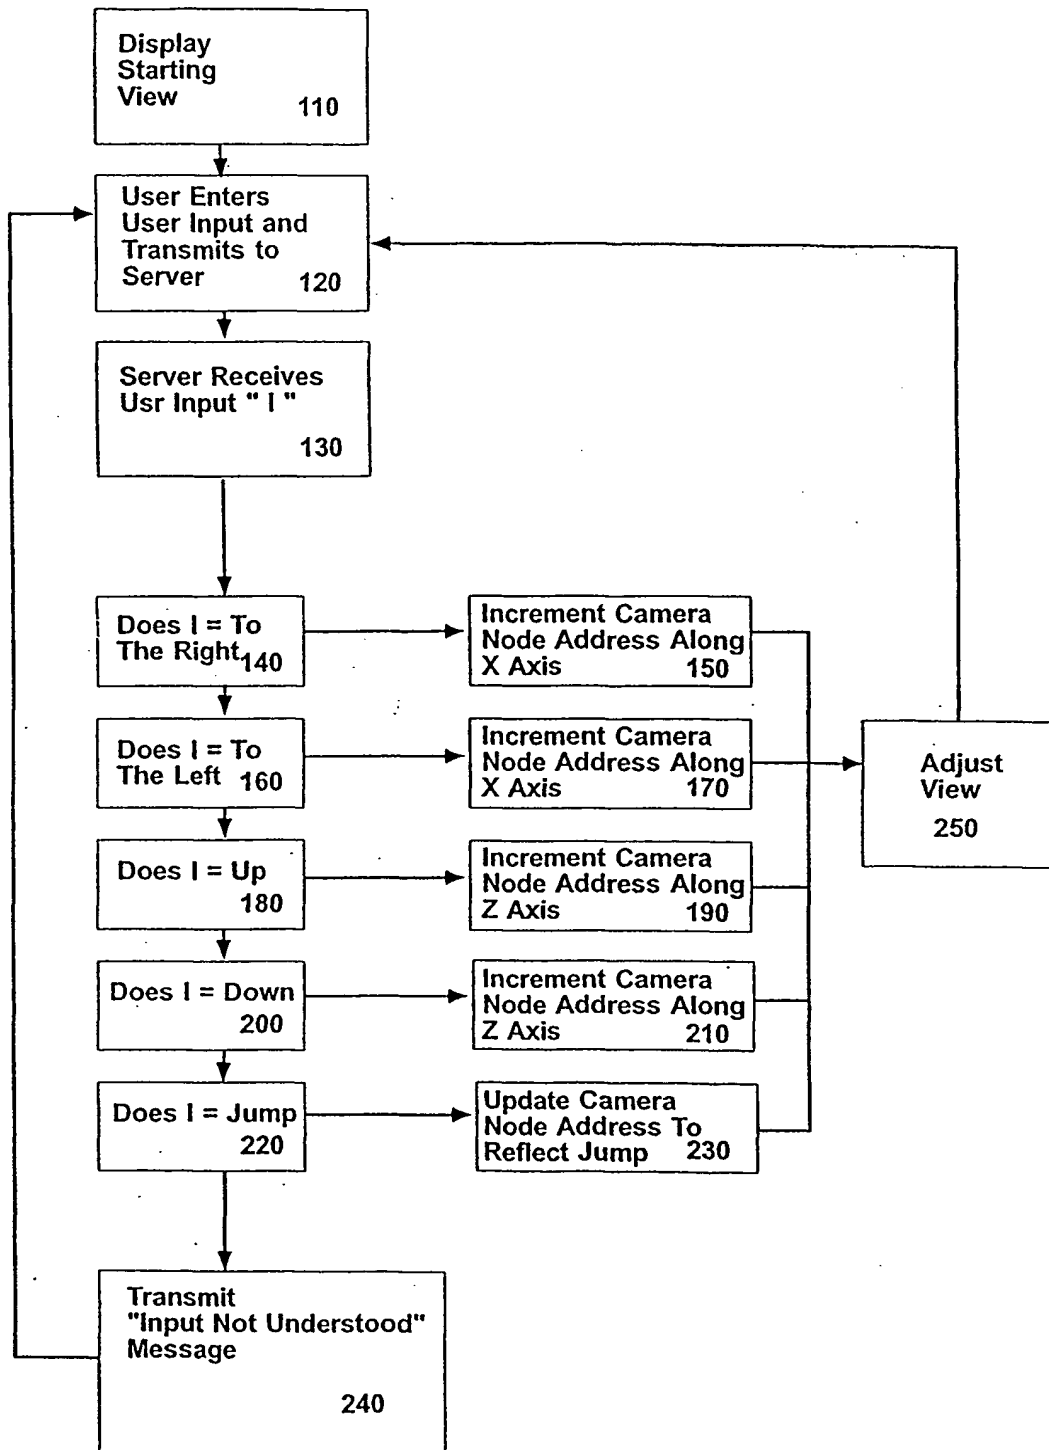 Display
Starting
View
110
User Enters
User Input and
Transmits to
Server
120
Server Receives
Usr Input " I "
130
Does I = To
The Right
140
Increment Camera
Node Address Along
X Axis
150
Does I = To
The Left
160
Increment Camera
Node Address Along
X Axis
170
Adjust
View
250
Does I = Up
180
Increment Camera
Node Address Along
Z Axis
190
Does I = Down
200
Increment Camera
Node Address Along
Z Axis
210
Does I = Jump
220
Update Camera
Node Address To
Reflect Jump
230
Transmit
"Input Not Understood"
Message
240